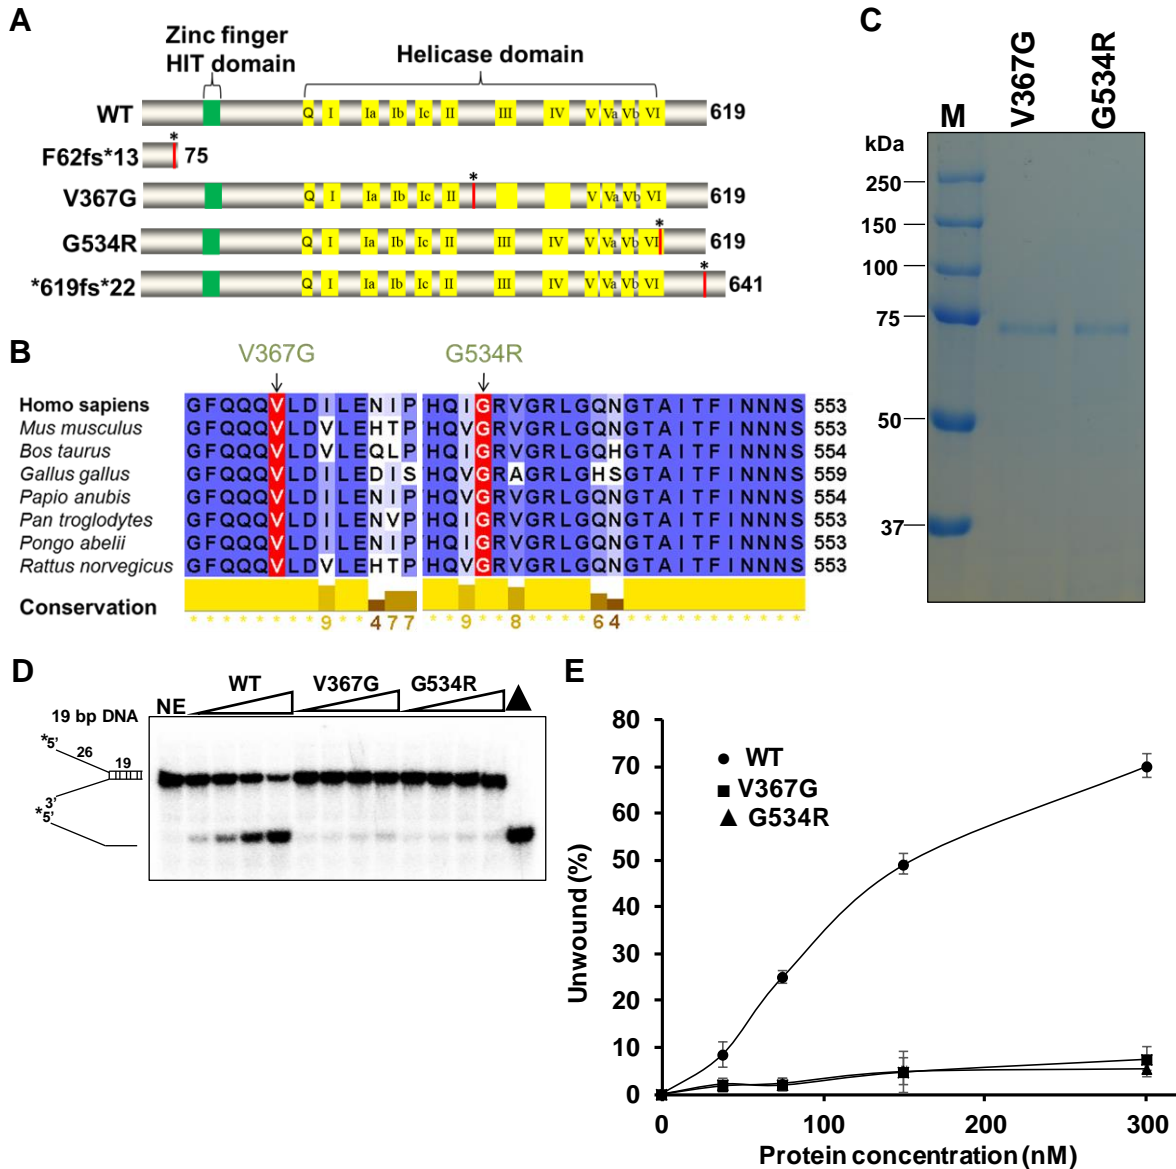 A
Zinc finger
HIT domain
Helicase domain
WT Q I Ia Ib Ic II III IV V Va Vb VI 619
*
F62fs*13 75
*
V367G Q I Ia Ib Ic II V Va Vb VI 619
*
G534R Q I Ia Ib Ic II III IV V Va Vb VI 619
*
*619fs*22 Q I Ia Ib Ic II III IV V Va Vb VI 641
B
V367G G534R
Homo sapiens GFQQQVLDILENIP HQIGRVGRLGQNGTAITFINNNS 553
Mus musculus GFQQQVLDVLEHTP HQVGRVGRLGQNGTAITFINNNS 553
Bos taurus GFQQQVLDVLEQLP HQIGRVGRLGQHGTAITFINNNS 554
Gallus gallus GFQQQVLDILEDIS HQVGRAGRLGHSGTAITFINNNS 559
Papio anubis GFQQQVLDILENIP HQVGRVGRLGQNGTAITFINNNS 554
Pan troglodytes GFQQQVLDILENVP HQIGRVGRLGQNGTAITFINNNS 553
Pongo abelii GFQQQVLDILENIP HQIGRVGRLGQNGTAITFINNNS 553
Rattus norvegicus GFQQQVLDVLEHTP HQVGRVGRLGQNGTAITFINNNS 553
Conservation
********9**477 **9*8****64***********
C
M V367G G534R
kDa
250
150
100
75
50
37
D
WT V367G G534R
NE
19 bp DNA
*5'
26
19
3'
*5'
E
80
70
60
50
40
30
20
10
0
Unwound (%)
WT
V367G
G534R
0 100 200 300
Protein concentration (nM)